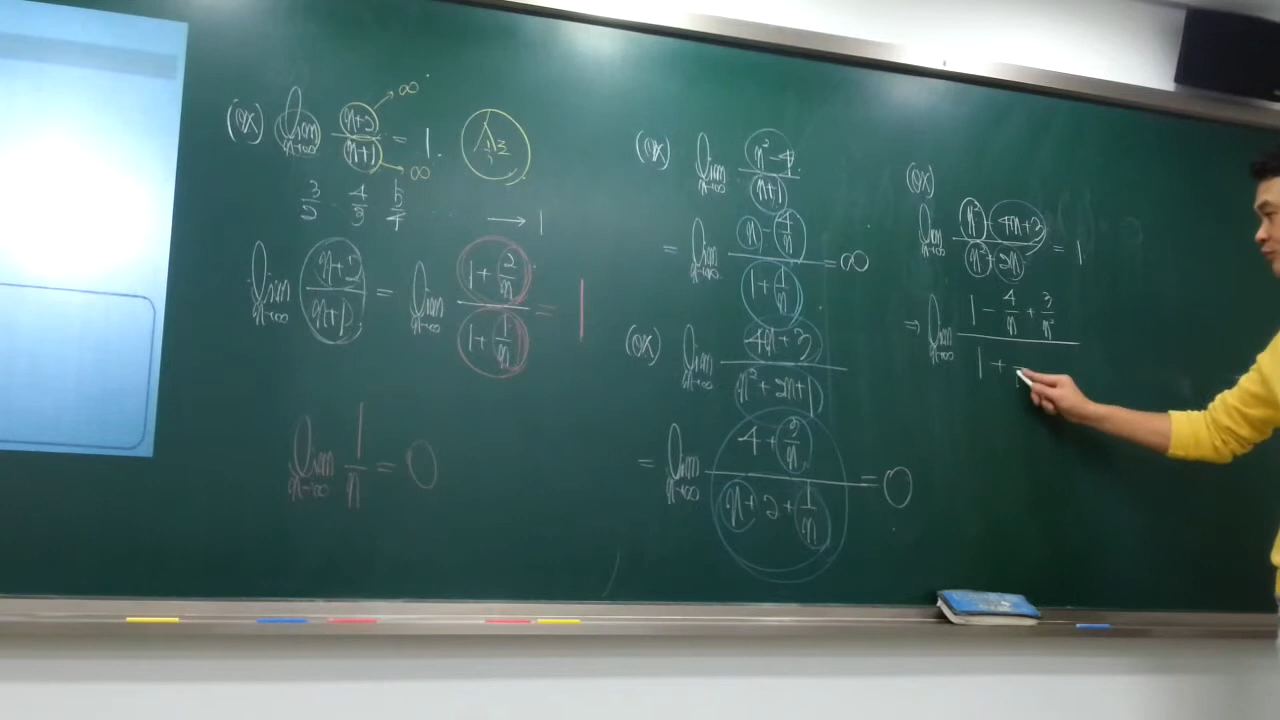 (ex) lim n→∞ (n+2)/(n+1) = 1. → ∞ → ∞
3/2 4/3 5/4 ... → 1
lim n→∞ (n+2)/(n+1) = lim n→∞ (1 + 2/n)/(1 + 1/n) = 1
lim n→∞ 1/n = 0
(ex) lim n→∞ (n² - 4)/(n+1)
= lim n→∞ (n - 4/n)/(1 + 1/n) = ∞
(ex) lim n→∞ (4n + 3)/(n² + 2n + 1)
= lim n→∞ (4 + 3/n)/(n + 2 + 1/n) = 0
(ex)
lim n→∞ (n² - 4n + 3)/(n² + 2n) = 1
⇒ lim n→∞ (1 - 4/n + 3/n²)/(1 +